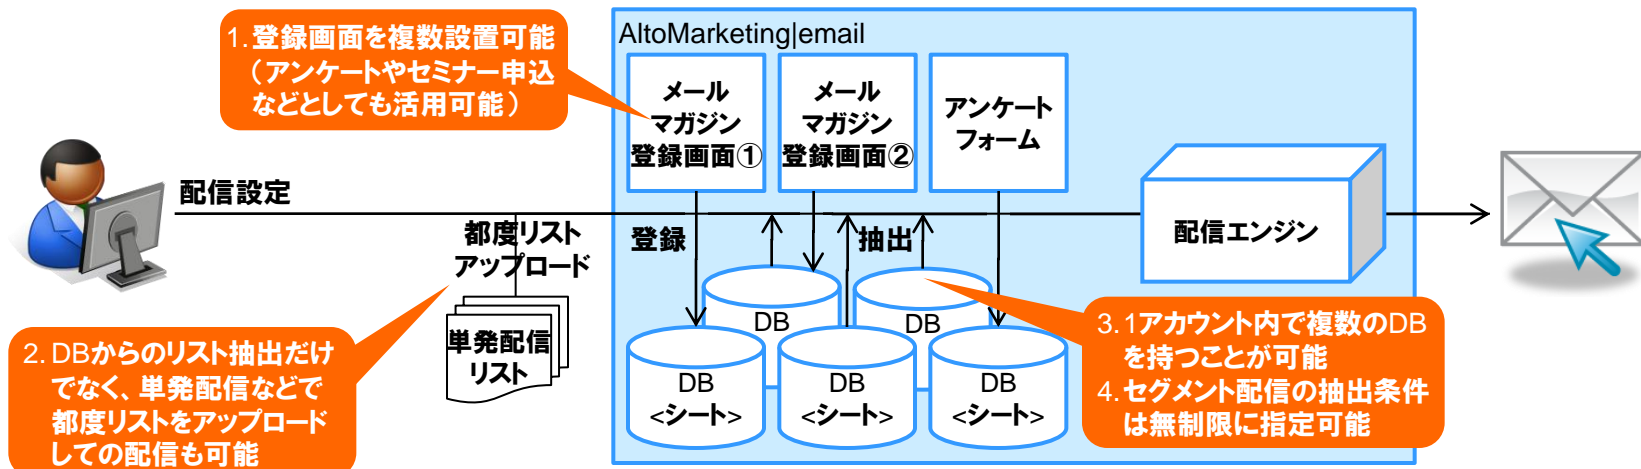 1.登録画面を複数設置可能
（アンケートやセミナー申込
などとしても活用可能）
AltoMarketing|email
メール
マガジン
登録画面①
メール
マガジン
登録画面②
アンケート
フォーム
配信設定
都度リスト
アップロード
登録
抽出
配信エンジン
単発配信
リスト
DB
DB
DB
<シート>
DB
<シート>
DB
<シート>
2.DBからのリスト抽出だけ
でなく、単発配信などで
都度リストをアップロード
しての配信も可能
3.1アカウント内で複数のDB
を持つことが可能
4.セグメント配信の抽出条件
は無制限に指定可能